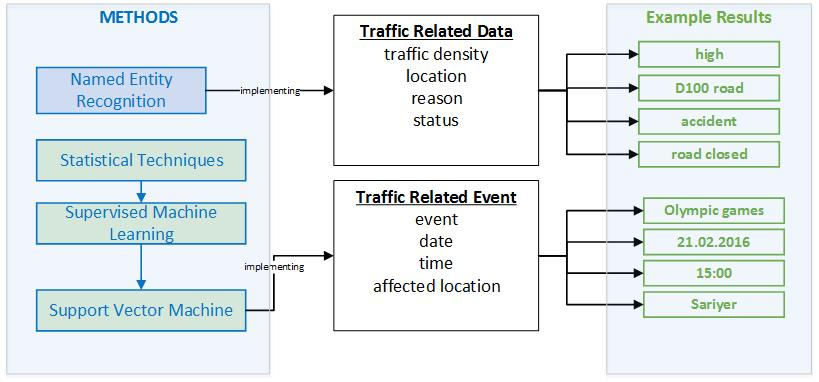 METHODS
Named Entity
Recognition
Statistical Techniques
Supervised Machine
Learning
Support Vector Machine
implementing
implementing
Traffic Related Data
traffic density
location
reason
status
Traffic Related Event
event
date
time
affected location
Example Results
high
D100 road
accident
road closed
Olympic games
21.02.2016
15:00
Sariyer